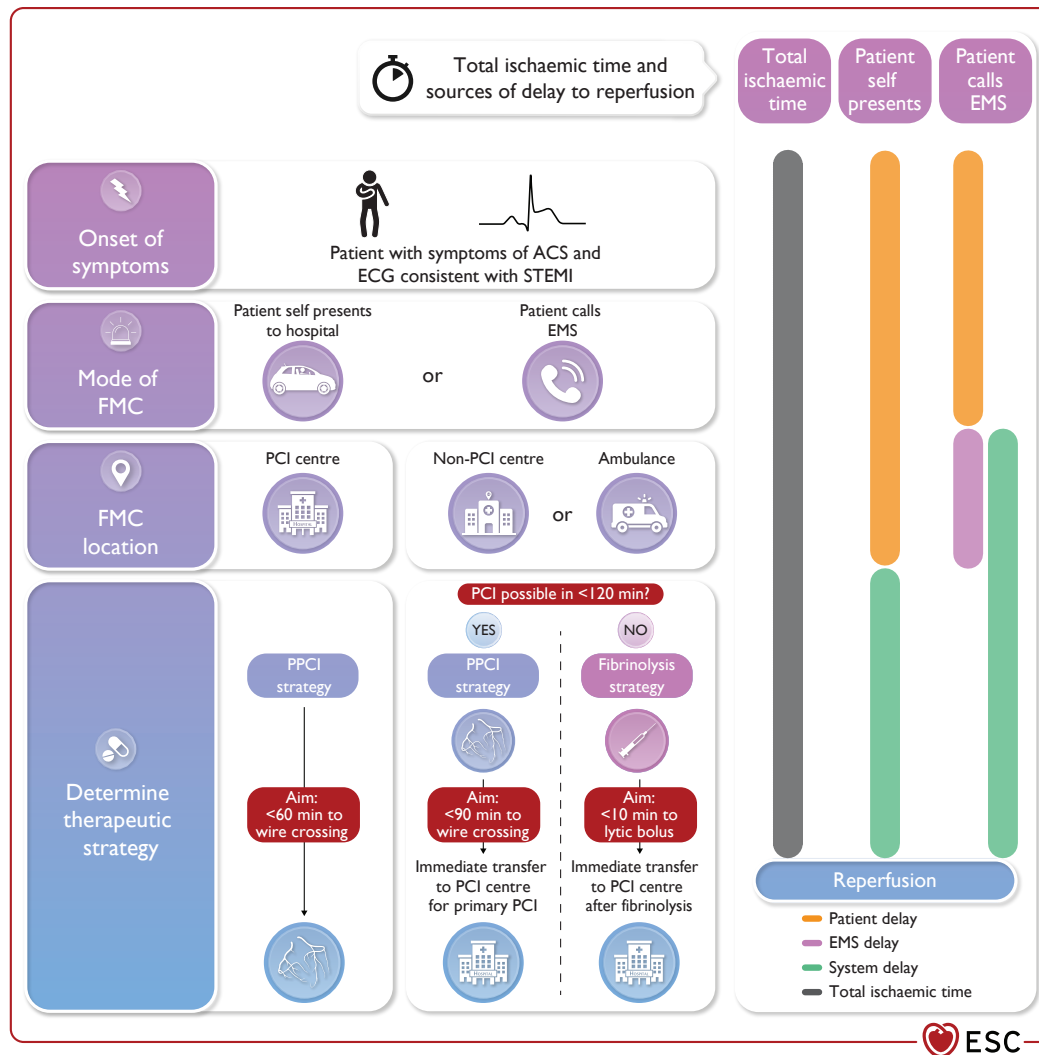 Total ischaemic time and
sources of delay to reperfusion
Total
ischaemic
time
Patient
self
presents
Patient
calls
EMS
Onset of
symptoms
Patient with symptoms of ACS and
ECG consistent with STEMI
Mode of
FMC
Patient self presents
to hospital
or
Patient calls
EMS
FMC
location
PCI centre
HOSPITAL
Non-PCI centre
or
Ambulance
Determine
therapeutic
strategy
PPCI
strategy
Aim:
<60 min to
wire crossing
PCI possible in <120 min?
YES
PPCI
strategy
Aim:
<90 min to
wire crossing
Immediate transfer
to PCI centre
for primary PCI
HOSPITAL
NO
Fibrinolysis
strategy
Aim:
<10 min to
lytic bolus
Immediate transfer
to PCI centre
after fibrinolysis
HOSPITAL
Reperfusion
Patient delay
EMS delay
System delay
Total ischaemic time
ESC